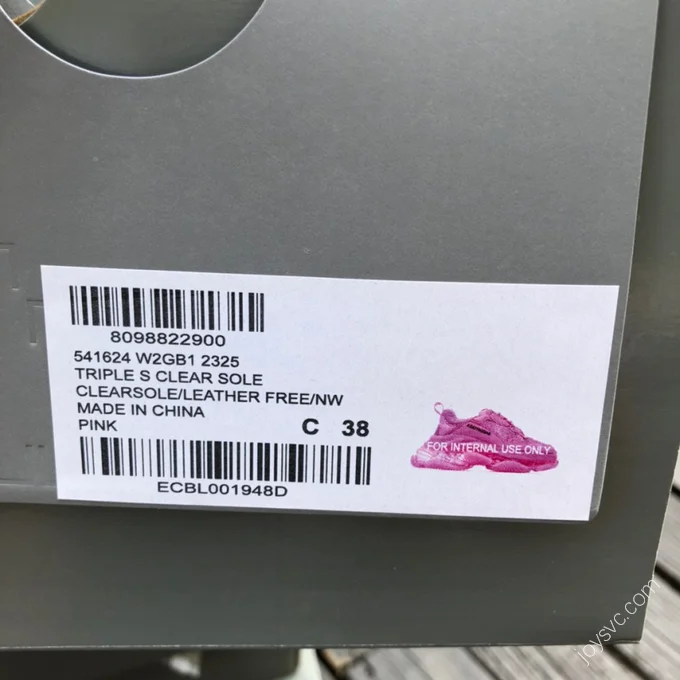 8098822900
541624 W2GB1 2325
TRIPLE S CLEAR SOLE
CLEARSOLE/LEATHER FREE/NW
MADE IN CHINA
PINK C 38
FOR INTERNAL USE ONLY
ECBL001948D
joysvc.com